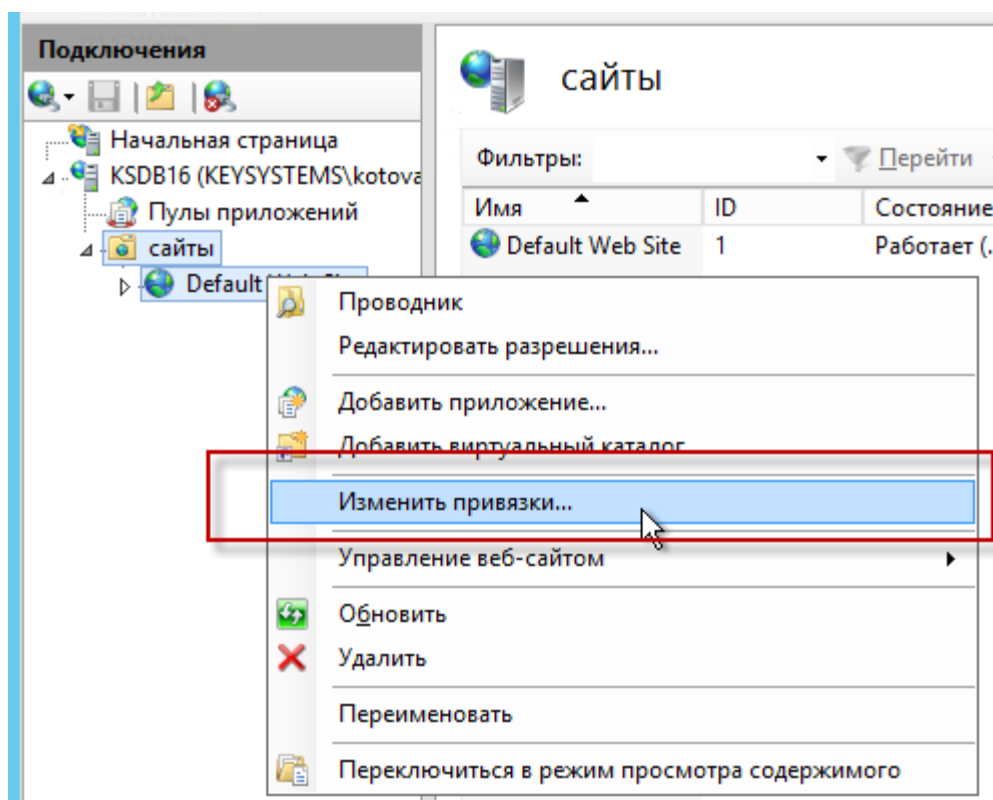 Подключения
Начальная страница
KSDB16 (KEYSYSTEMS\kotova
Пулы приложений
сайты
Default
сайты
Фильтры:
Перейти
Имя ID Состояние
Default Web Site 1 Работает (.
Проводник
Редактировать разрешения...
Добавить приложение...
Добавить виртуальный каталог
Изменить привязки...
Управление веб-сайтом
Обновить
Удалить
Переименовать
Переключиться в режим просмотра содержимого